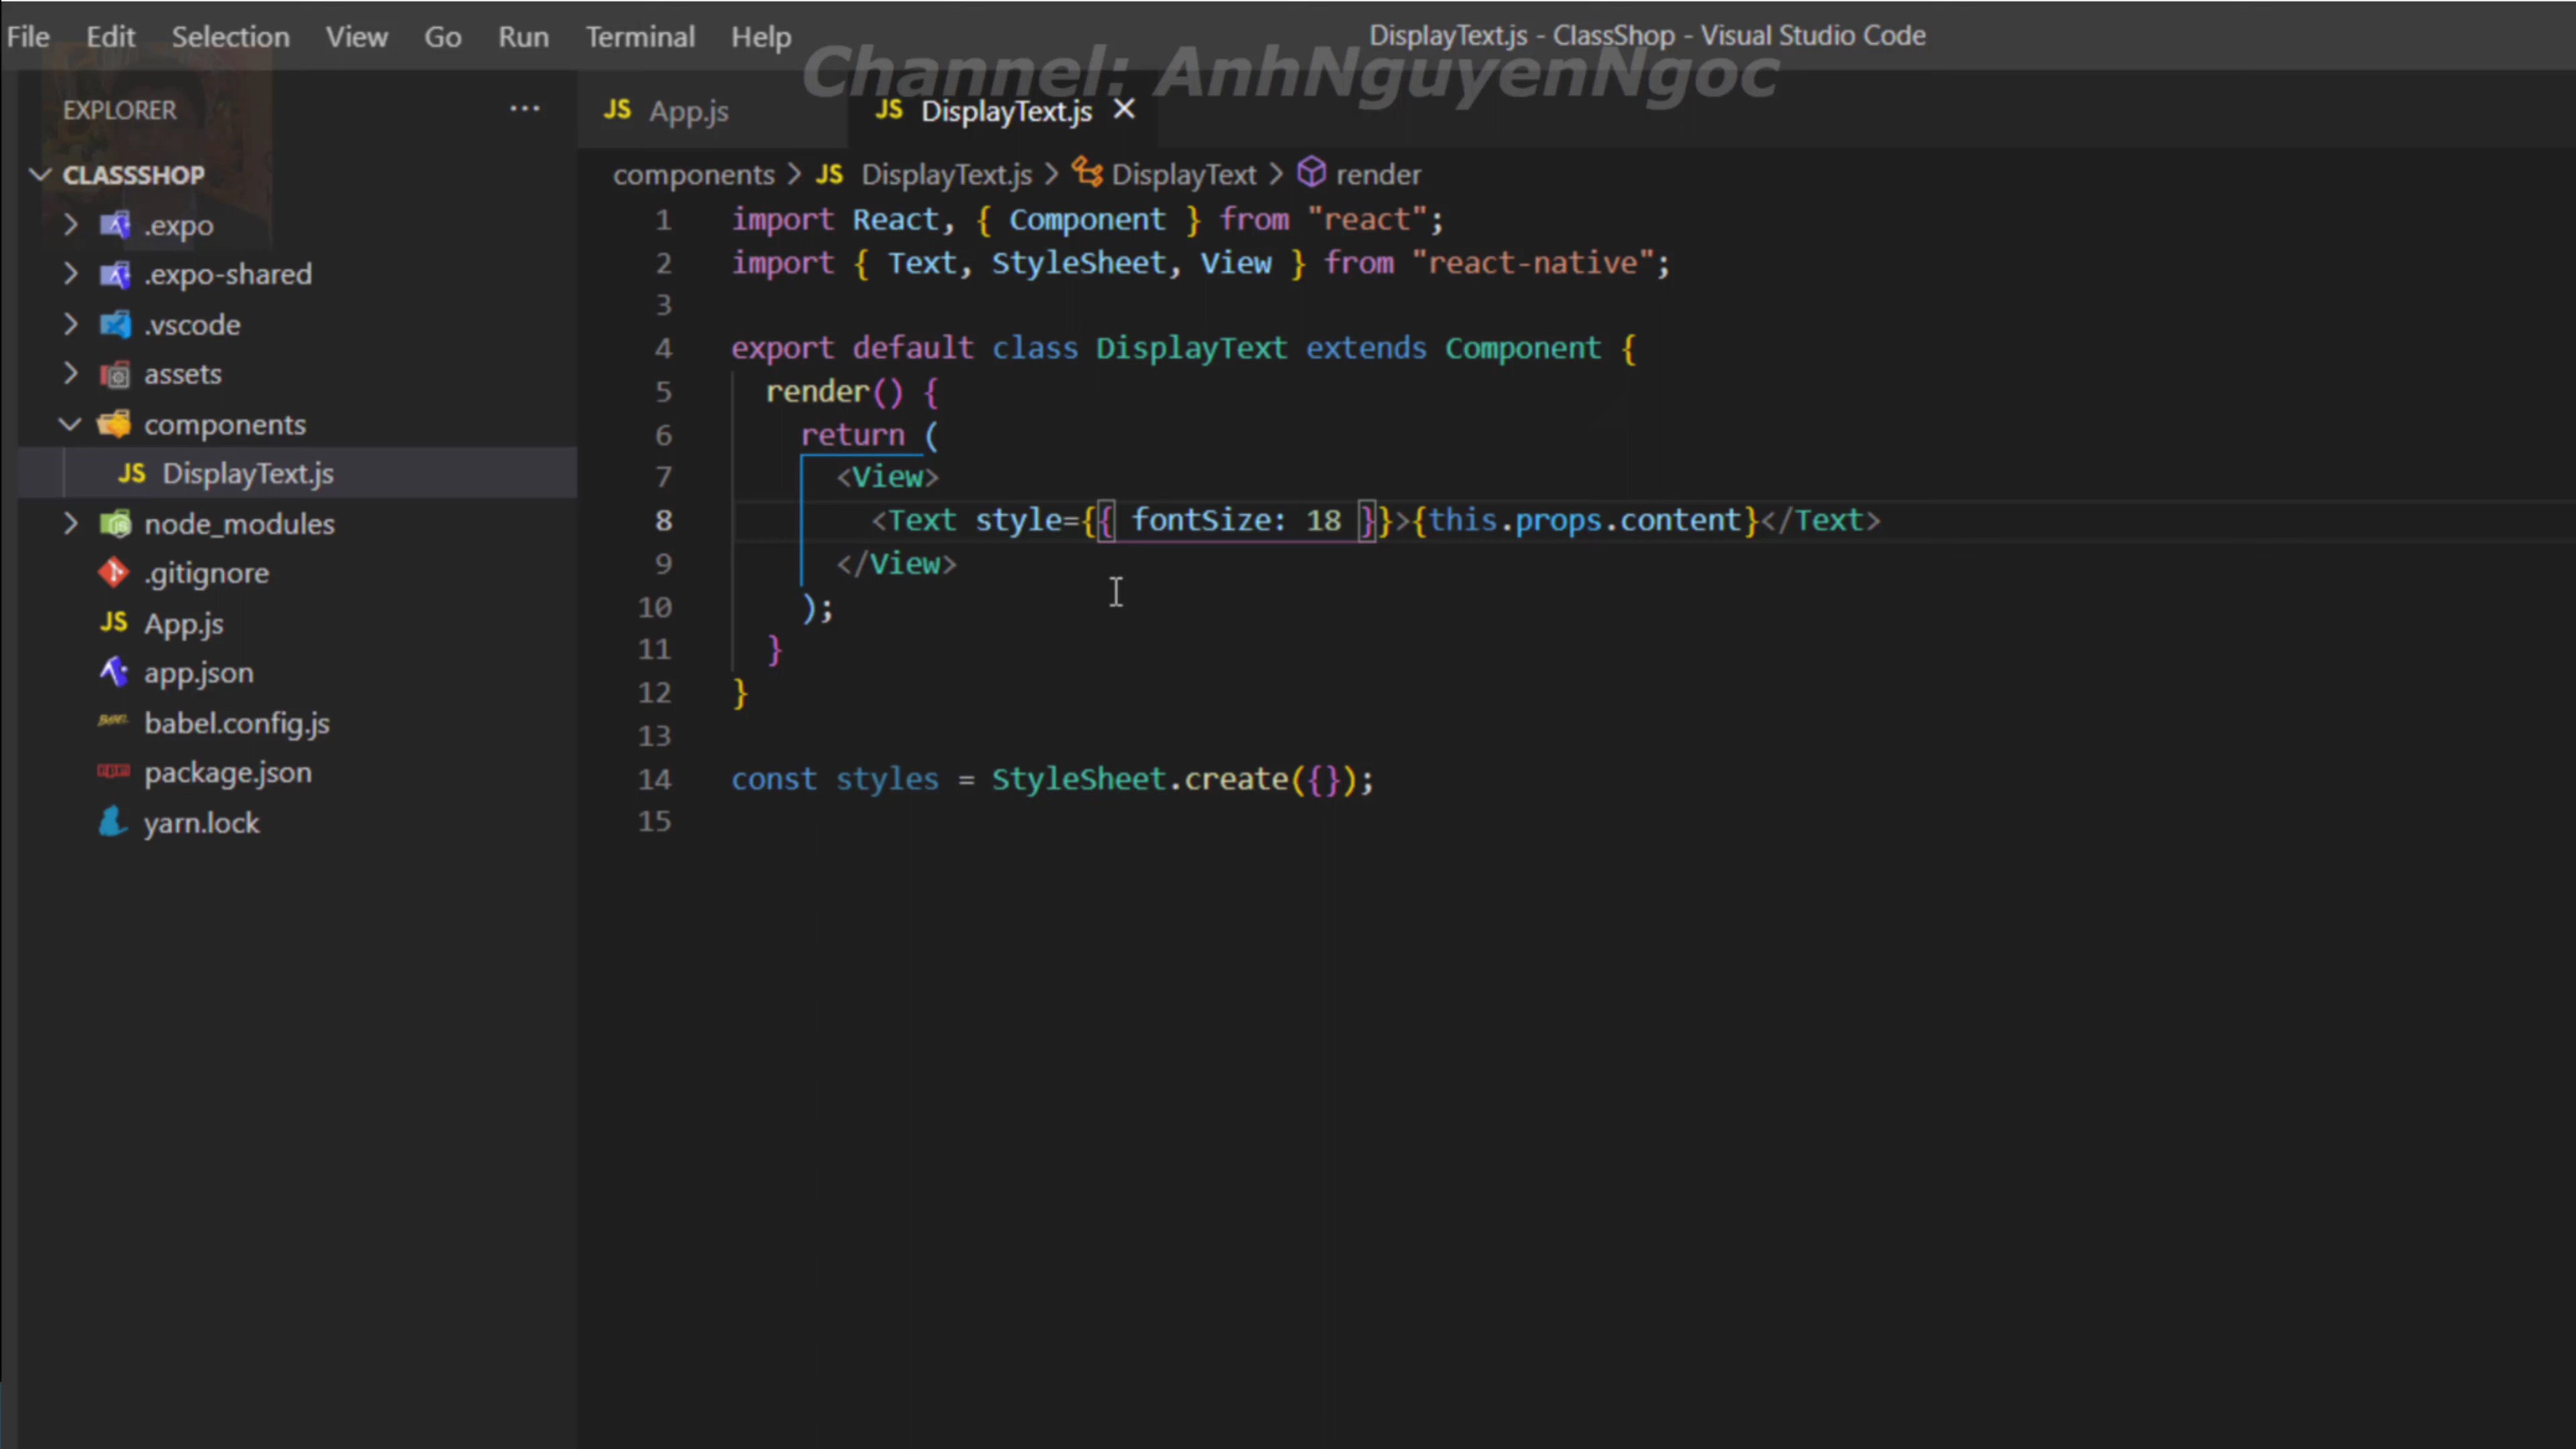 File Edit Selection View Go Run Terminal Help
DisplayText.js - ClassShop - Visual Studio Code
Channel: AnhNguyenNgoc
EXPLORER ···
JS App.js
JS DisplayText.js ×
CLASSSHOP
.expo
.expo-shared
.vscode
assets
components
JS DisplayText.js
node_modules
.gitignore
JS App.js
app.json
babel.config.js
package.json
yarn.lock
components > JS DisplayText.js > DisplayText > render
1 import React, { Component } from "react";
2 import { Text, StyleSheet, View } from "react-native";
3
4 export default class DisplayText extends Component {
5 render() {
6 return (
7 <View>
8 <Text style={{ fontSize: 18 }}>{this.props.content}</Text>
9 </View>
10 );
11 }
12 }
13
14 const styles = StyleSheet.create({});
15